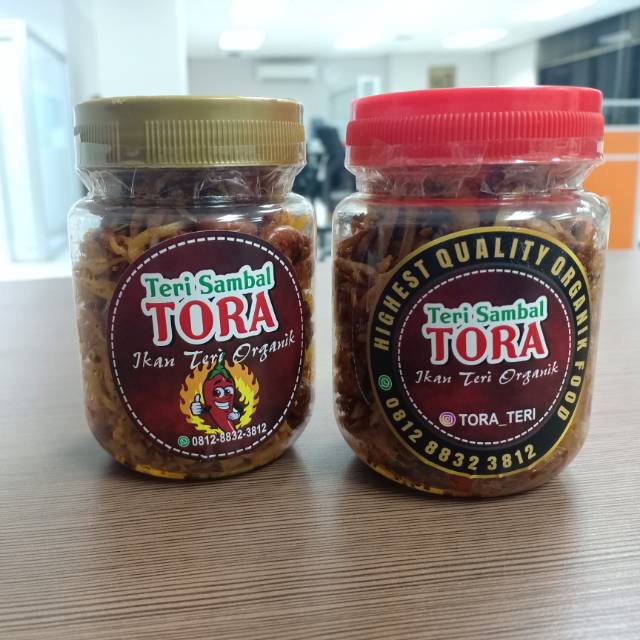 Teri Sambal
TORA
Ikan Teri Organik
0812-8832-3812
HIGHEST QUALITY ORGANIK FOOD
Teri Sambal
TORA
Ikan Teri Organik
TORA_TERI
0812 8832 3812